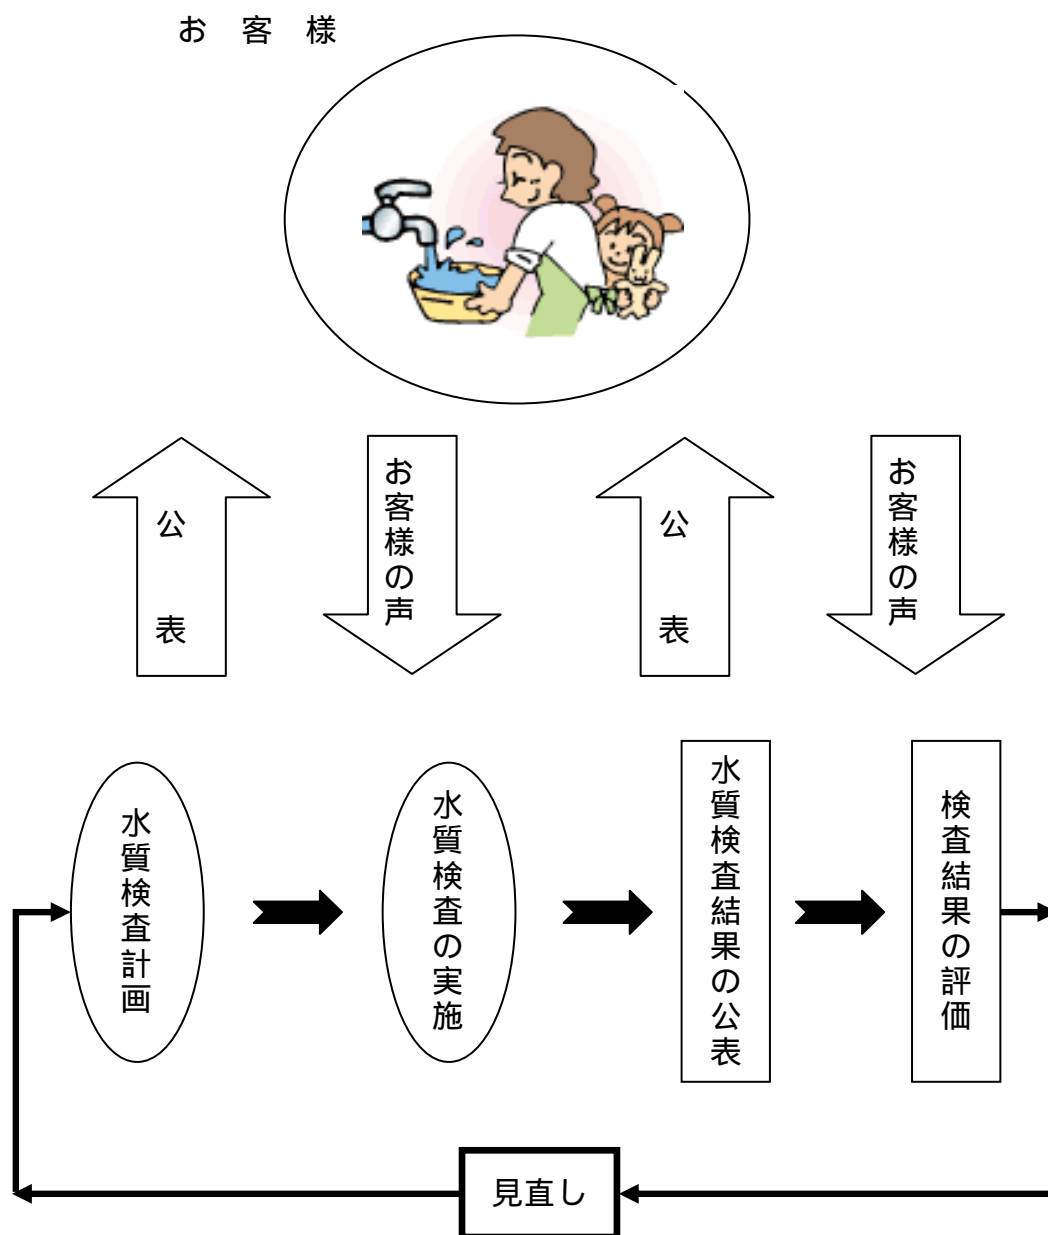 お客様
公表
お客様の声
公表
お客様の声
水質検査計画
水質検査の実施
水質検査結果の公表
検査結果の評価
見直し